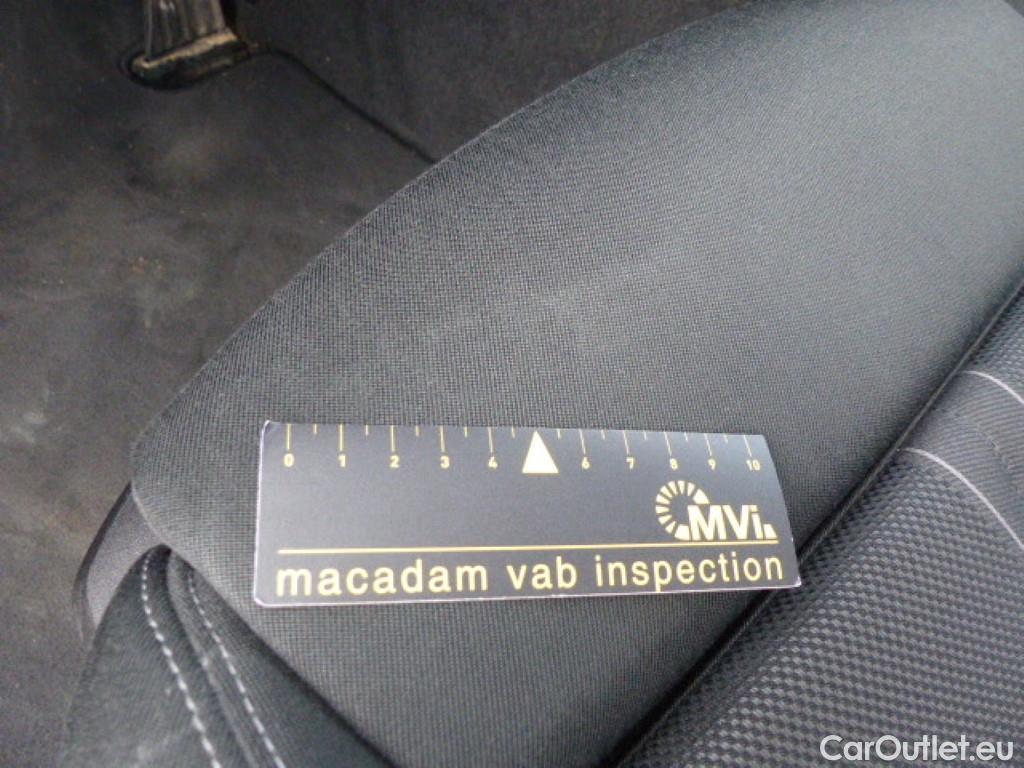 0 1 2 3 4 6 7 8 9 10
MVi
macadam vab inspection
CarOutlet.eu